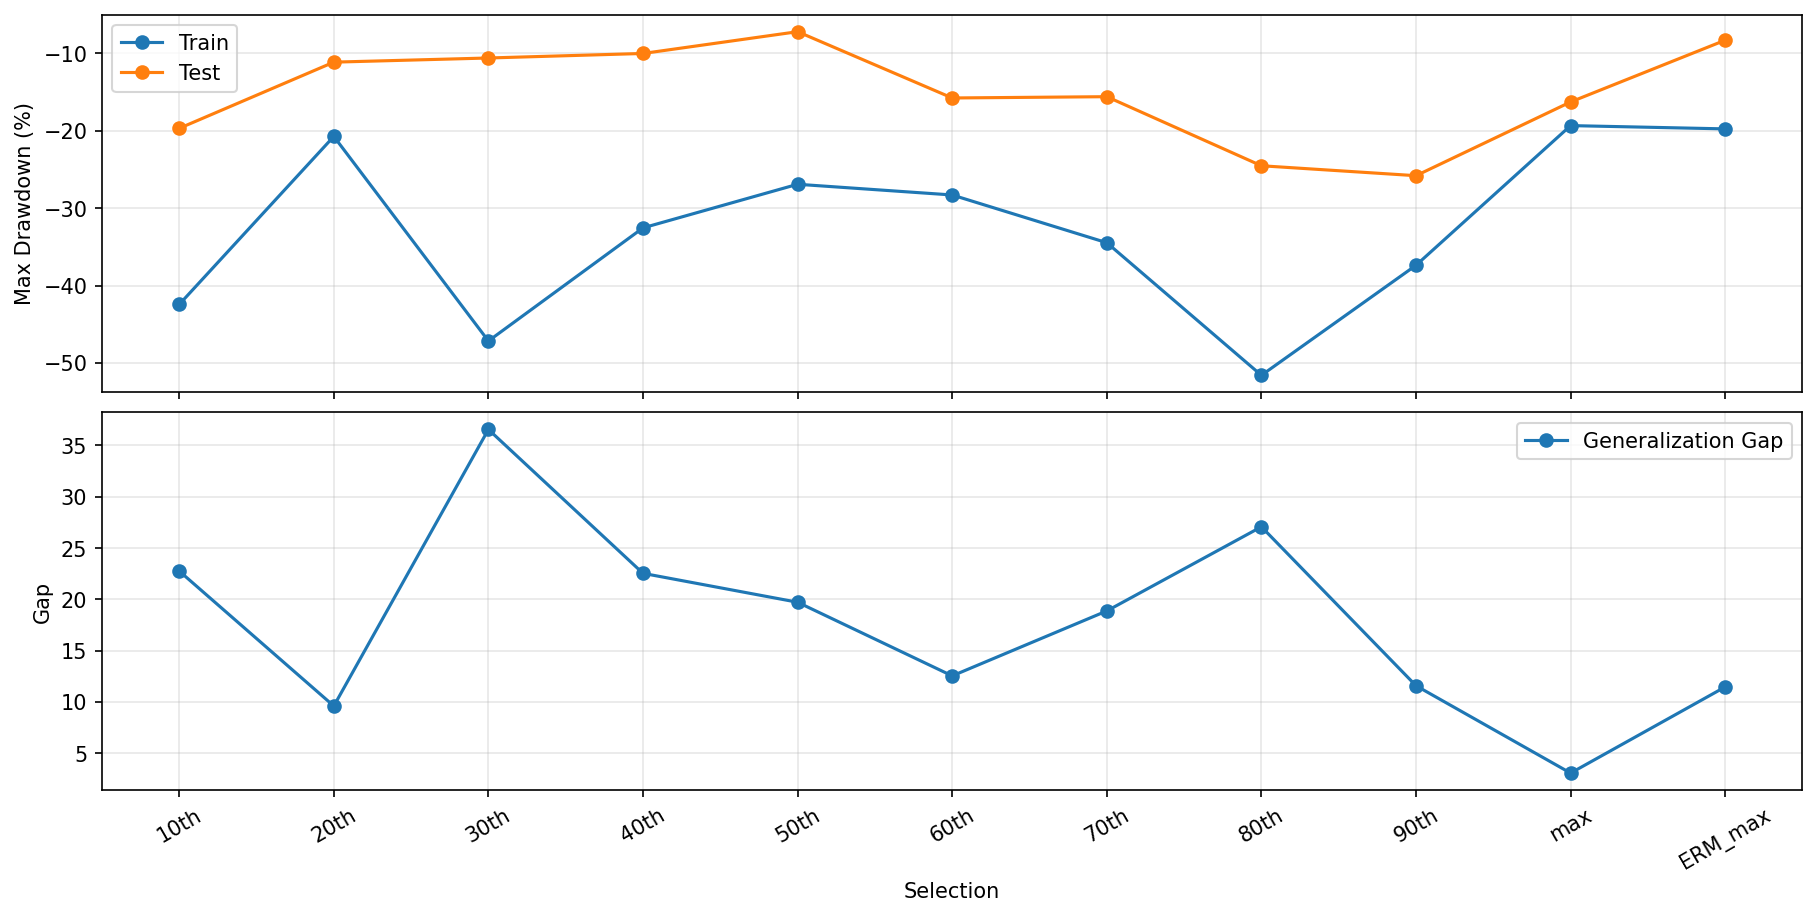 Train
Test
Max Drawdown (%)
−10
−20
−30
−40
−50
Generalization Gap
Gap
35
30
25
20
15
10
5
10th
20th
30th
40th
50th
60th
70th
80th
90th
max
ERM_max
Selection